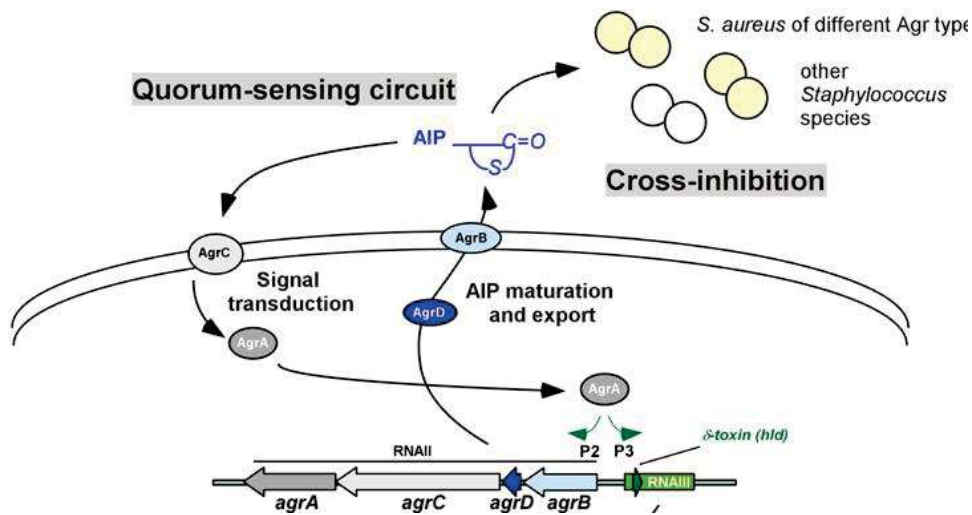 S. aureus of different Agr type
Quorum-sensing circuit
other
Staphylococcus
species
AIP
C=O
S
Cross-inhibition
AgrB
AgrC
Signal
transduction
AIP maturation
and export
AgrD
AgrA
AgrA
δ-toxin (hld)
P2 P3
RNAII
RNAIII
agrA agrC agrD agrB